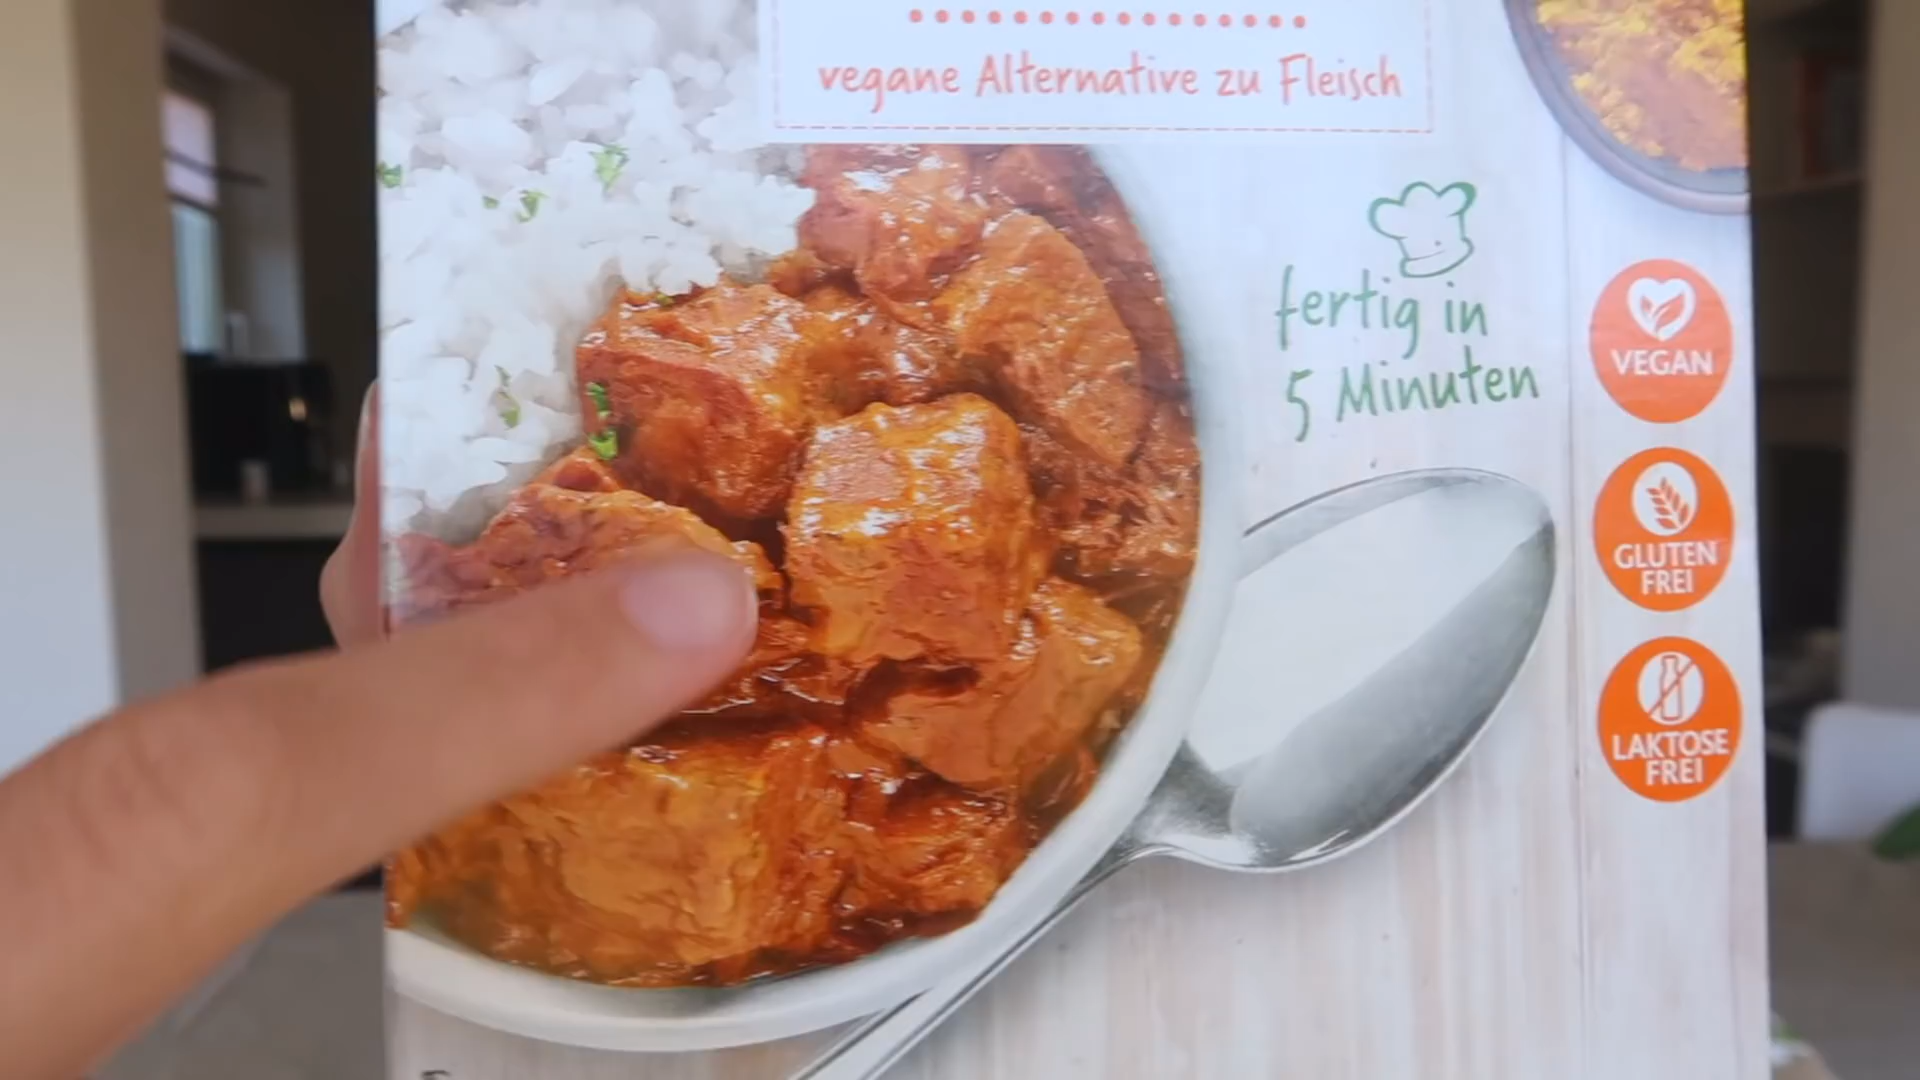 vegane Alternative zu Fleisch
fertig in
5 Minuten
VEGAN
GLUTEN
FREI
LAKTOSE
FREI